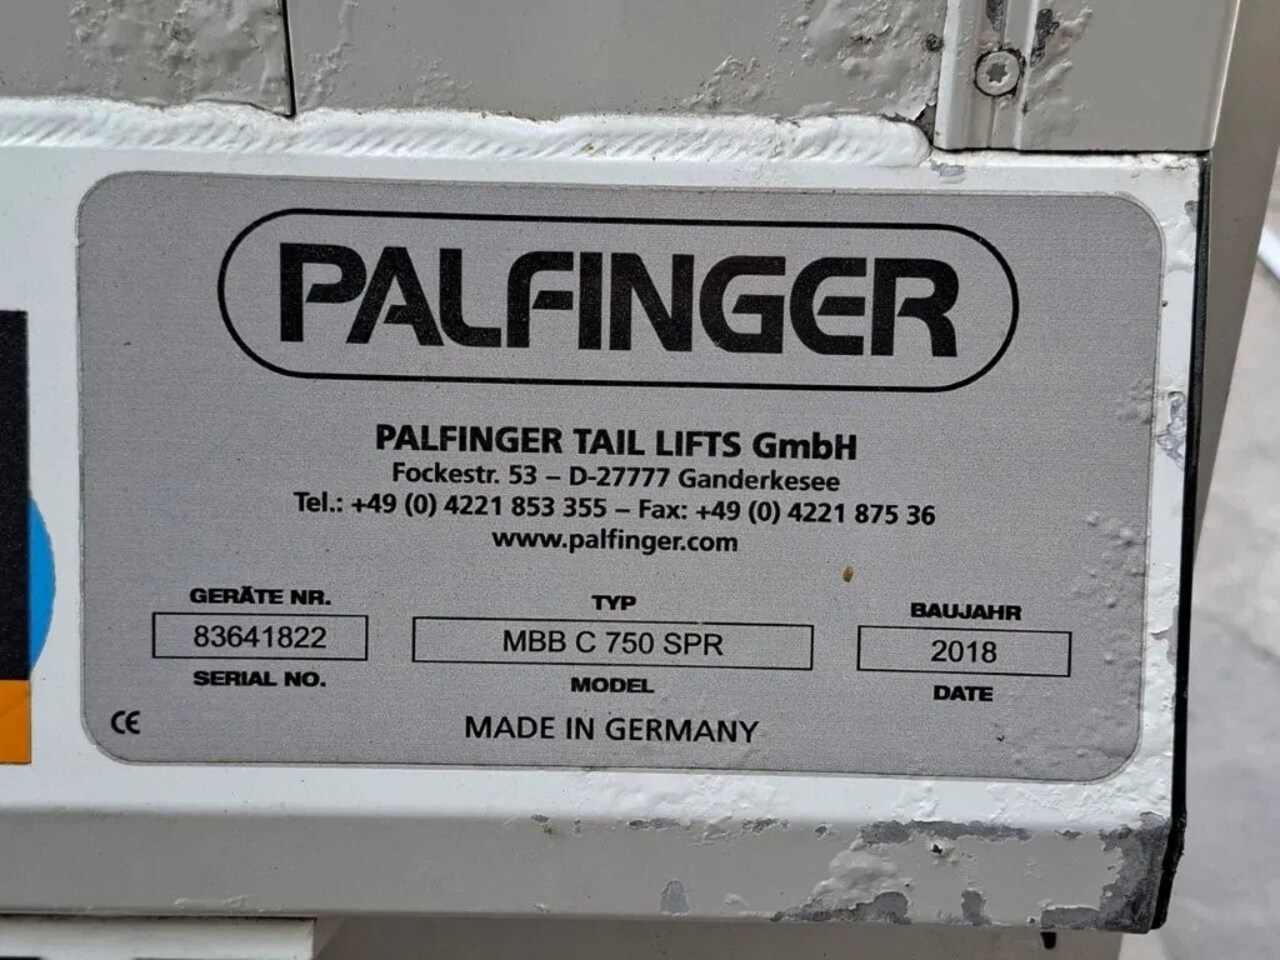 PALFINGER
PALFINGER TAIL LIFTS GmbH
Fockestr. 53 – D-27777 Ganderkesee
Tel.: +49 (0) 4221 853 355 – Fax: +49 (0) 4221 875 36
www.palfinger.com
GERÄTE NR. TYP BAUJAHR
83641822 MBB C 750 SPR 2018
SERIAL NO. MODEL DATE
CE MADE IN GERMANY